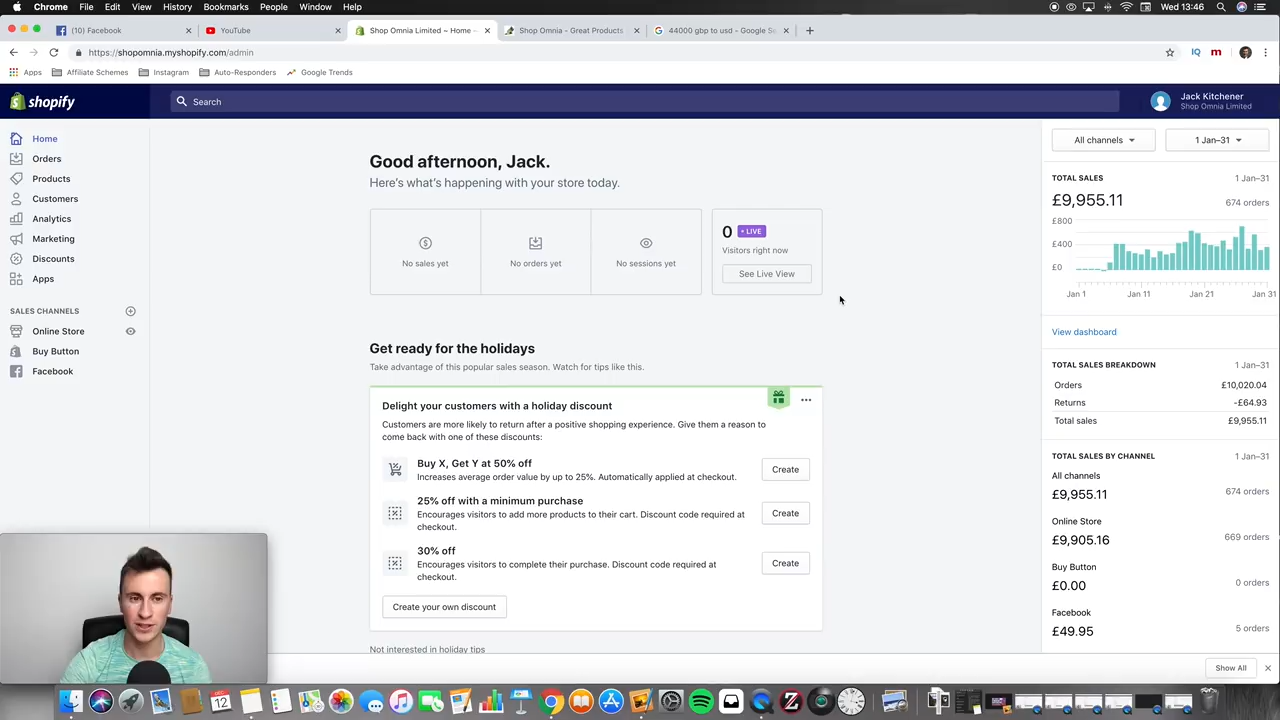 Chrome File Edit View History Bookmarks People Window Help
Thu 12 Dec 13:46
(10) Facebook
YouTube
Shop Omnia Limited ~ Home ~
Shop Omnia - Great Products
44000 gbp to usd - Google Se
https://shopomnia.myshopify.com/admin
Apps Affiliate Schemes Instagram Auto-Responders Google Trends
shopify
Search
Jack Kitchener
Shop Omnia Limited
Home
Orders
Products
Customers
Analytics
Marketing
Discounts
Apps
SALES CHANNELS
Online Store
Buy Button
Facebook
Good afternoon, Jack.
Here's what's happening with your store today.
No sales yet
No orders yet
No sessions yet
0 LIVE
Visitors right now
See Live View
Get ready for the holidays
Take advantage of this popular sales season. Watch for tips like this.
Delight your customers with a holiday discount
Customers are more likely to return after a positive shopping experience. Give them a reason to
come back with one of these discounts:
Buy X, Get Y at 50% off
Increases average order value by up to 25%. Automatically applied at checkout.
Create
25% off with a minimum purchase
Encourages visitors to add more products to their cart. Discount code required at
checkout.
Create
30% off
Encourages visitors to complete their purchase. Discount code required at
checkout.
Create
Create your own discount
Not interested in holiday tips
All channels
1 Jan–31
TOTAL SALES 1 Jan–31
£9,955.11 674 orders
£800
£400
£0
Jan 1 Jan 11 Jan 21 Jan 31
View dashboard
TOTAL SALES BREAKDOWN 1 Jan–31
Orders £10,020.04
Returns -£64.93
Total sales £9,955.11
TOTAL SALES BY CHANNEL 1 Jan–31
All channels
£9,955.11 674 orders
Online Store
£9,905.16 669 orders
Buy Button
£0.00 0 orders
Facebook
£49.95 5 orders
Show All